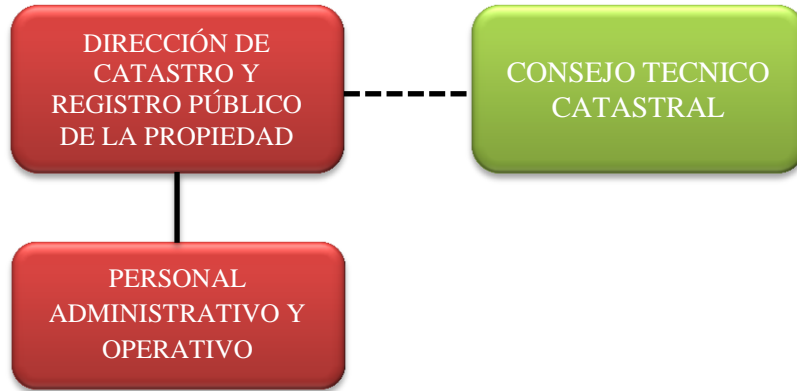 DIRECCIÓN DE
CATASTRO Y
REGISTRO PÚBLICO
DE LA PROPIEDAD
CONSEJO TECNICO
CATASTRAL
PERSONAL
ADMINISTRATIVO Y
OPERATIVO